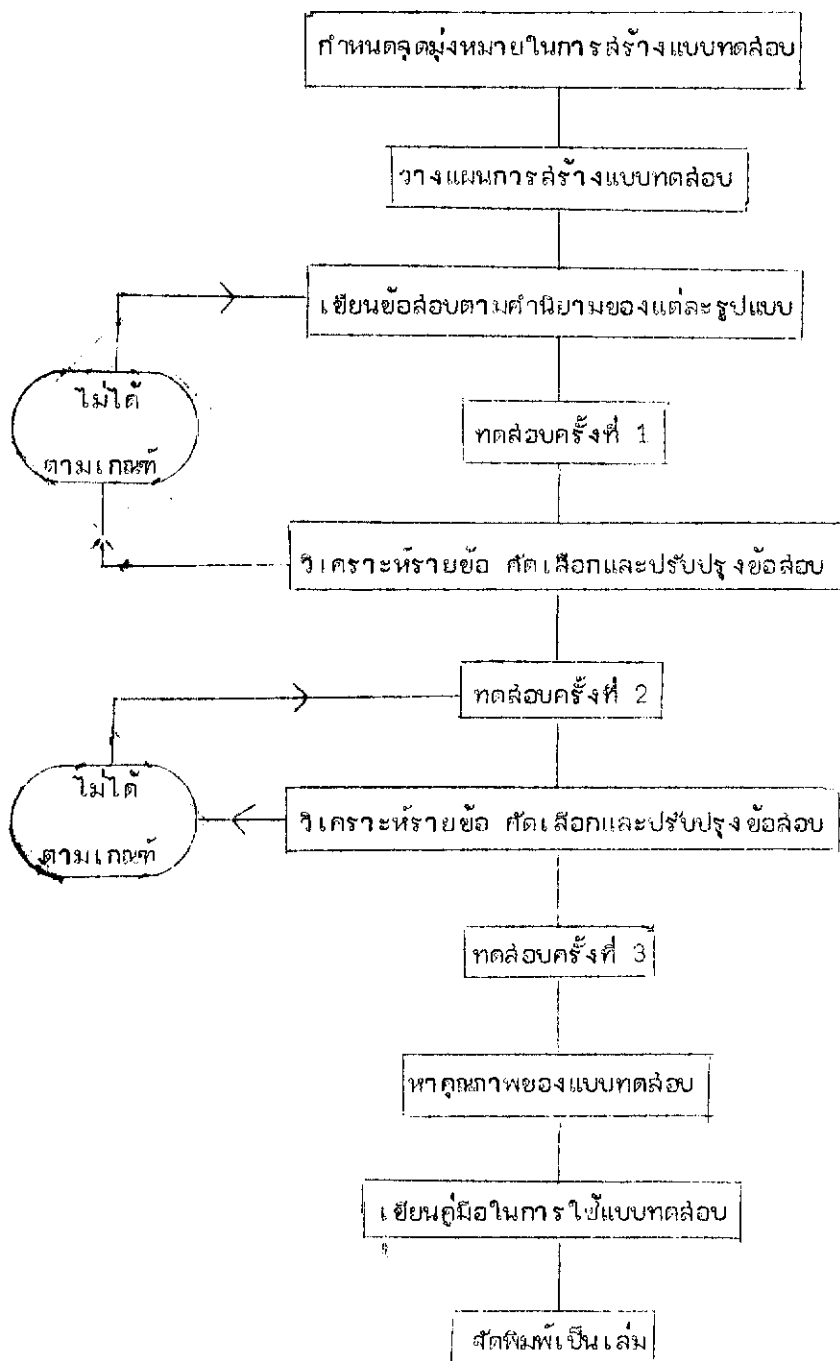 กำหนดจุดมุ่งหมายในการสร้างแบบทดสอบ
วางแผนการสร้างแบบทดสอบ
เขียนข้อสอบตามคำนิยามของแต่ละรูปแบบ
ไม่ได้
ตามเกณฑ์
ทดสอบครั้งที่ 1
วิเคราะห์รายข้อ คัดเลือกและปรับปรุงข้อสอบ
ทดสอบครั้งที่ 2
ไม่ได้
ตามเกณฑ์
วิเคราะห์รายข้อ คัดเลือกและปรับปรุงข้อสอบ
ทดสอบครั้งที่ 3
หาคุณภาพของแบบทดสอบ
เขียนคู่มือในการใช้แบบทดสอบ
จัดพิมพ์เป็นเล่ม